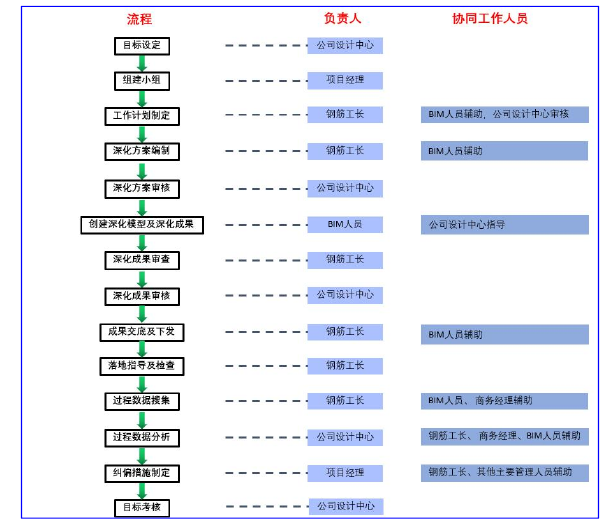 流程 负责人 协同工作人员
目标设定 公司设计中心
组建小组 项目经理
工作计划制定 钢筋工长 BIM人员辅助，公司设计中心审核
深化方案编制 钢筋工长 BIM人员辅助
深化方案审核 公司设计中心
创建深化模型及深化成果 BIM人员 公司设计中心指导
深化成果审查 钢筋工长
深化成果审核 公司设计中心
成果交底及下发 钢筋工长 BIM人员辅助
落地指导及检查 钢筋工长
过程数据搜集 钢筋工长 BIM人员、商务经理辅助
过程数据分析 公司设计中心 钢筋工长、商务经理、BIM人员辅助
纠偏措施制定 项目经理 钢筋工长、其他主要管理人员辅助
目标考核 公司设计中心